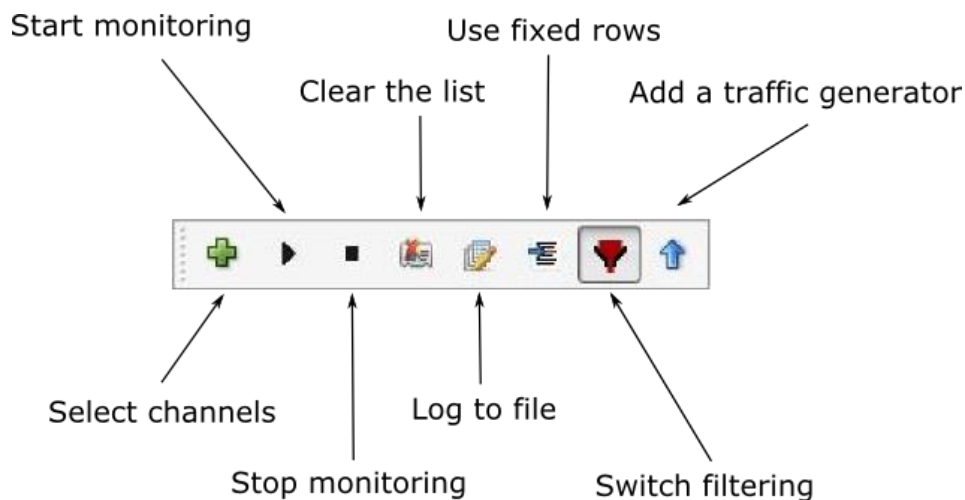 Start monitoring
Use fixed rows
Clear the list
Add a traffic generator
Select channels
Log to file
Stop monitoring
Switch filtering